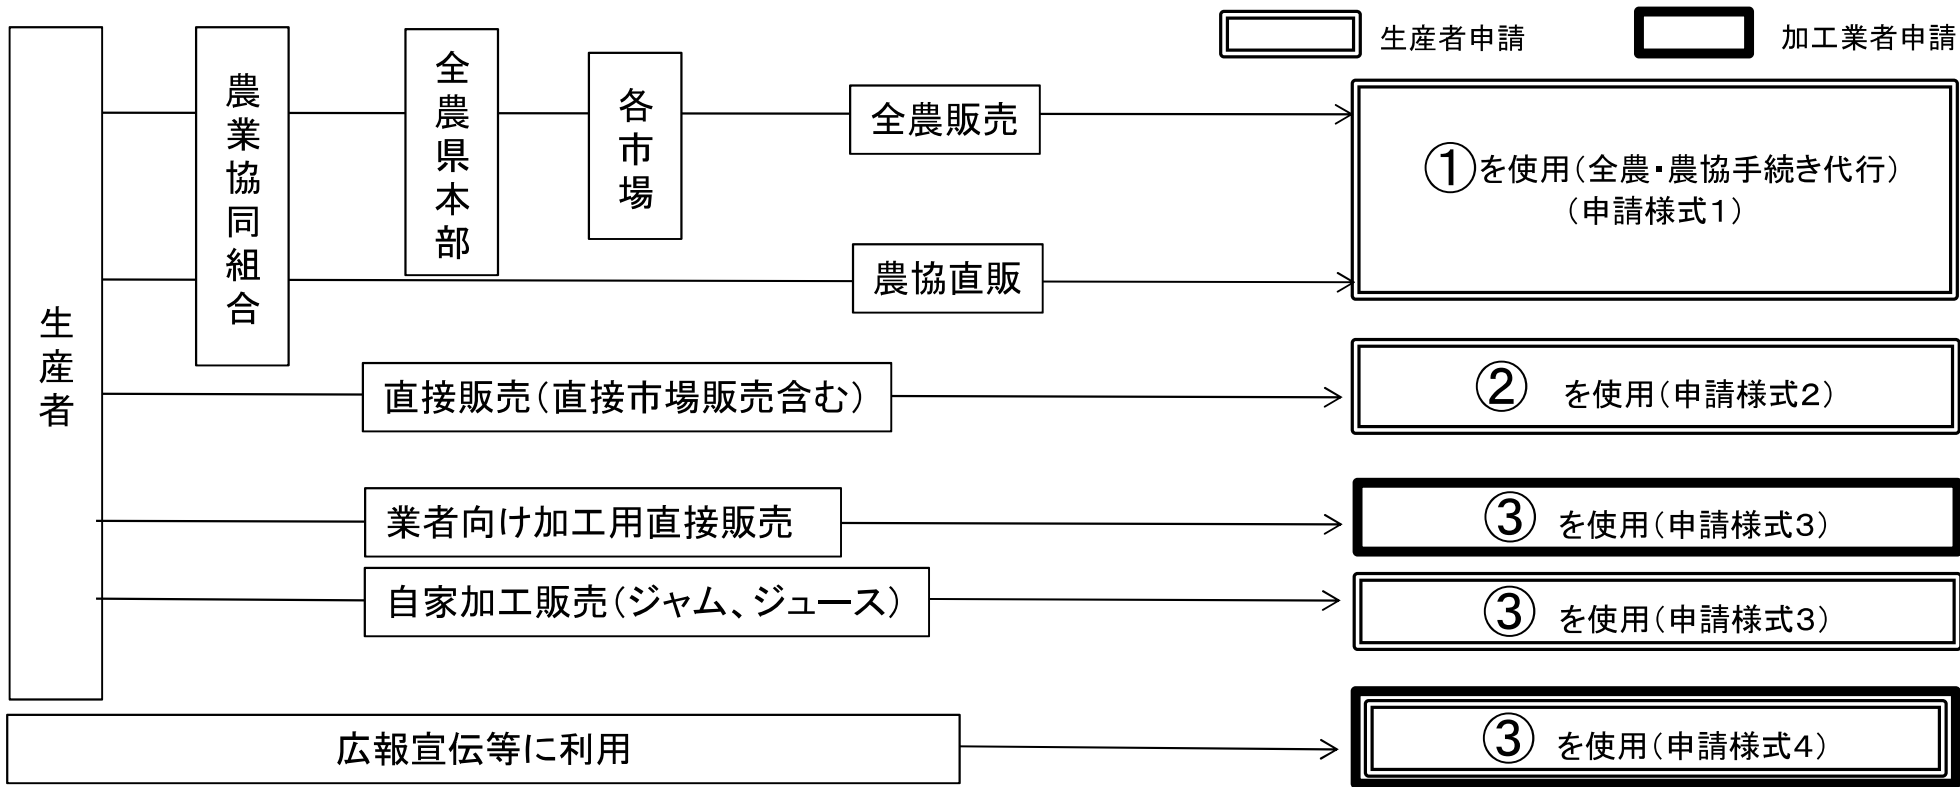 生産者申請
加工業者申請
生産者
農業協同組合
全農県本部
各市場
全農販売
①を使用(全農・農協手続き代行)
(申請様式1)
農協直販
直接販売(直接市場販売含む)
② を使用(申請様式2)
業者向け加工用直接販売
③ を使用(申請様式3)
自家加工販売(ジャム、ジュース)
③ を使用(申請様式3)
広報宣伝等に利用
③ を使用(申請様式4)